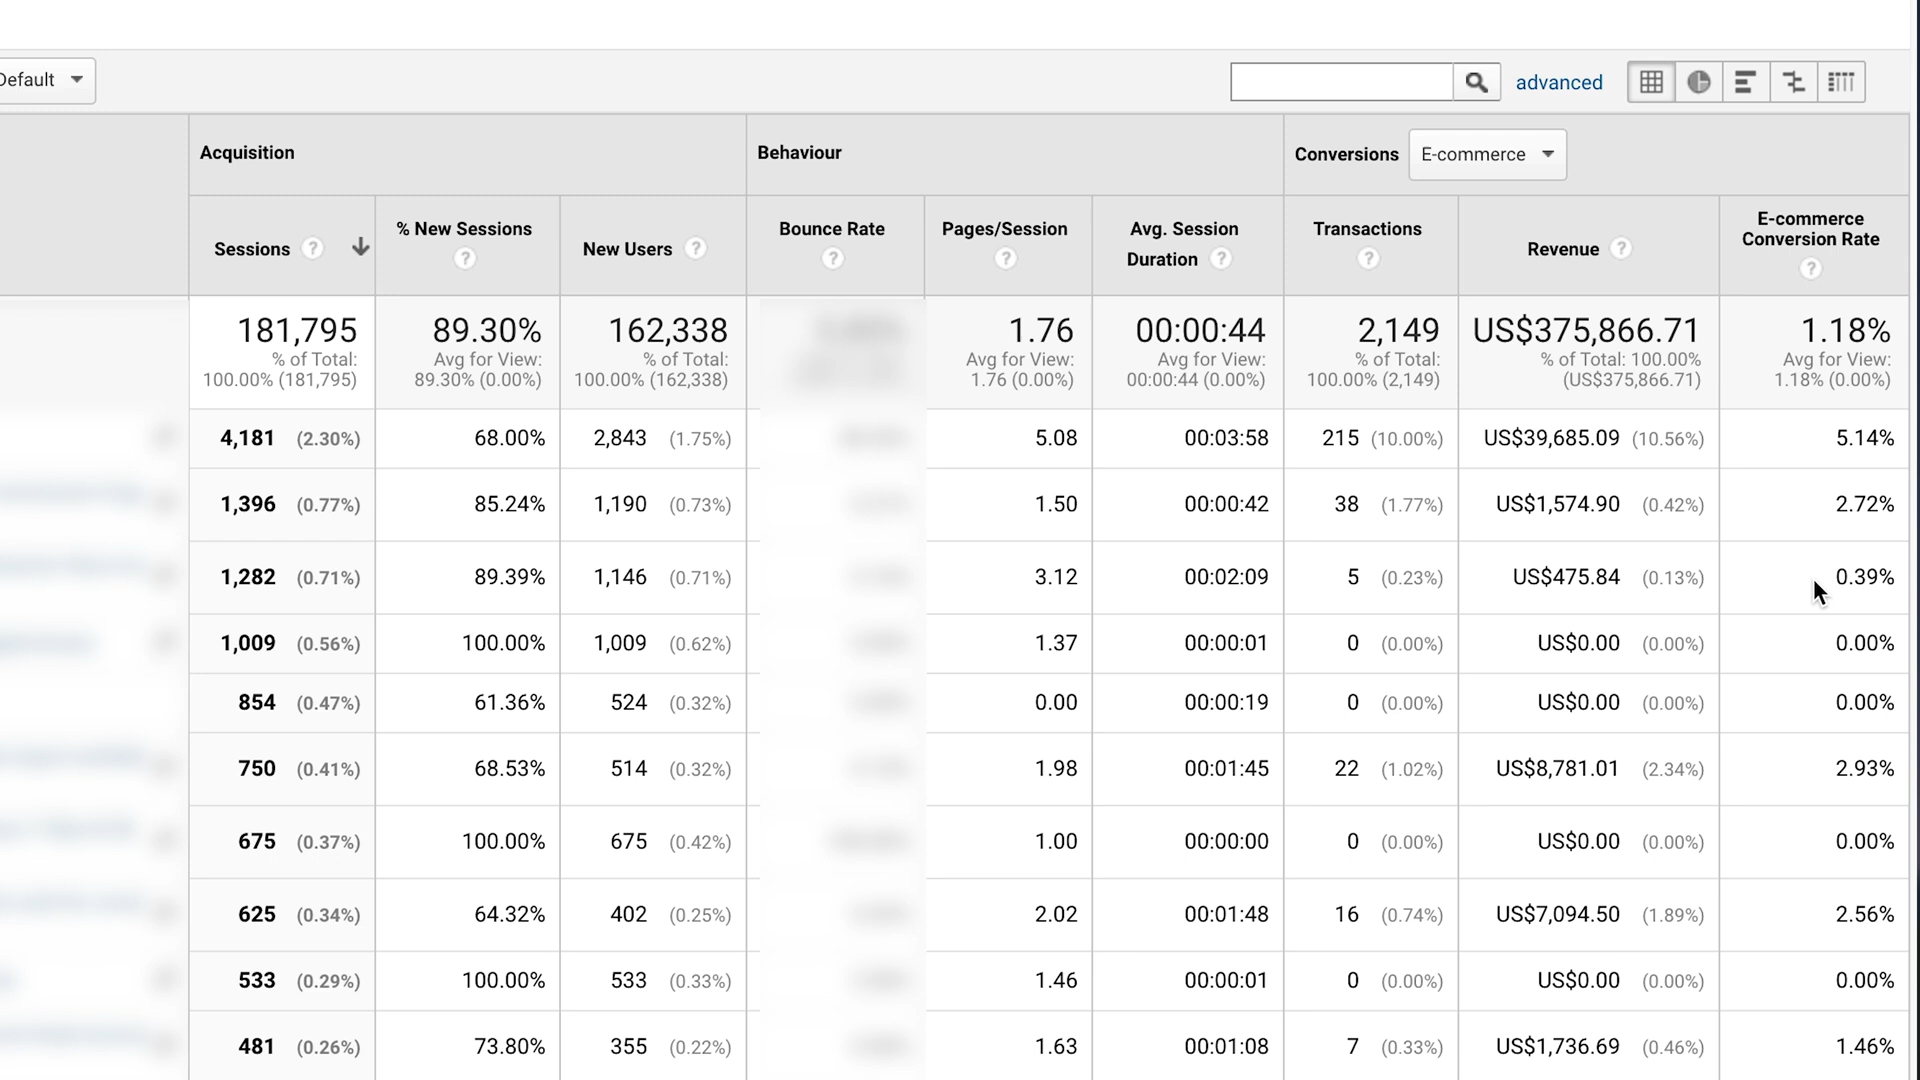 Default
advanced
Acquisition Behaviour Conversions E-commerce
Sessions ? % New Sessions ? New Users ? Bounce Rate ? Pages/Session ? Avg. Session Duration ? Transactions ? Revenue ? E-commerce Conversion Rate ?
181,795 89.30% 162,338 1.76 00:00:44 2,149 US$375,866.71 1.18%
% of Total: Avg for View: % of Total: Avg for View: Avg for View: % of Total: % of Total: 100.00% Avg for View:
100.00% (181,795) 89.30% (0.00%) 100.00% (162,338) 1.76 (0.00%) 00:00:44 (0.00%) 100.00% (2,149) (US$375,866.71) 1.18% (0.00%)
4,181 (2.30%) 68.00% 2,843 (1.75%) 5.08 00:03:58 215 (10.00%) US$39,685.09 (10.56%) 5.14%
1,396 (0.77%) 85.24% 1,190 (0.73%) 1.50 00:00:42 38 (1.77%) US$1,574.90 (0.42%) 2.72%
1,282 (0.71%) 89.39% 1,146 (0.71%) 3.12 00:02:09 5 (0.23%) US$475.84 (0.13%) 0.39%
1,009 (0.56%) 100.00% 1,009 (0.62%) 1.37 00:00:01 0 (0.00%) US$0.00 (0.00%) 0.00%
854 (0.47%) 61.36% 524 (0.32%) 0.00 00:00:19 0 (0.00%) US$0.00 (0.00%) 0.00%
750 (0.41%) 68.53% 514 (0.32%) 1.98 00:01:45 22 (1.02%) US$8,781.01 (2.34%) 2.93%
675 (0.37%) 100.00% 675 (0.42%) 1.00 00:00:00 0 (0.00%) US$0.00 (0.00%) 0.00%
625 (0.34%) 64.32% 402 (0.25%) 2.02 00:01:48 16 (0.74%) US$7,094.50 (1.89%) 2.56%
533 (0.29%) 100.00% 533 (0.33%) 1.46 00:00:01 0 (0.00%) US$0.00 (0.00%) 0.00%
481 (0.26%) 73.80% 355 (0.22%) 1.63 00:01:08 7 (0.33%) US$1,736.69 (0.46%) 1.46%